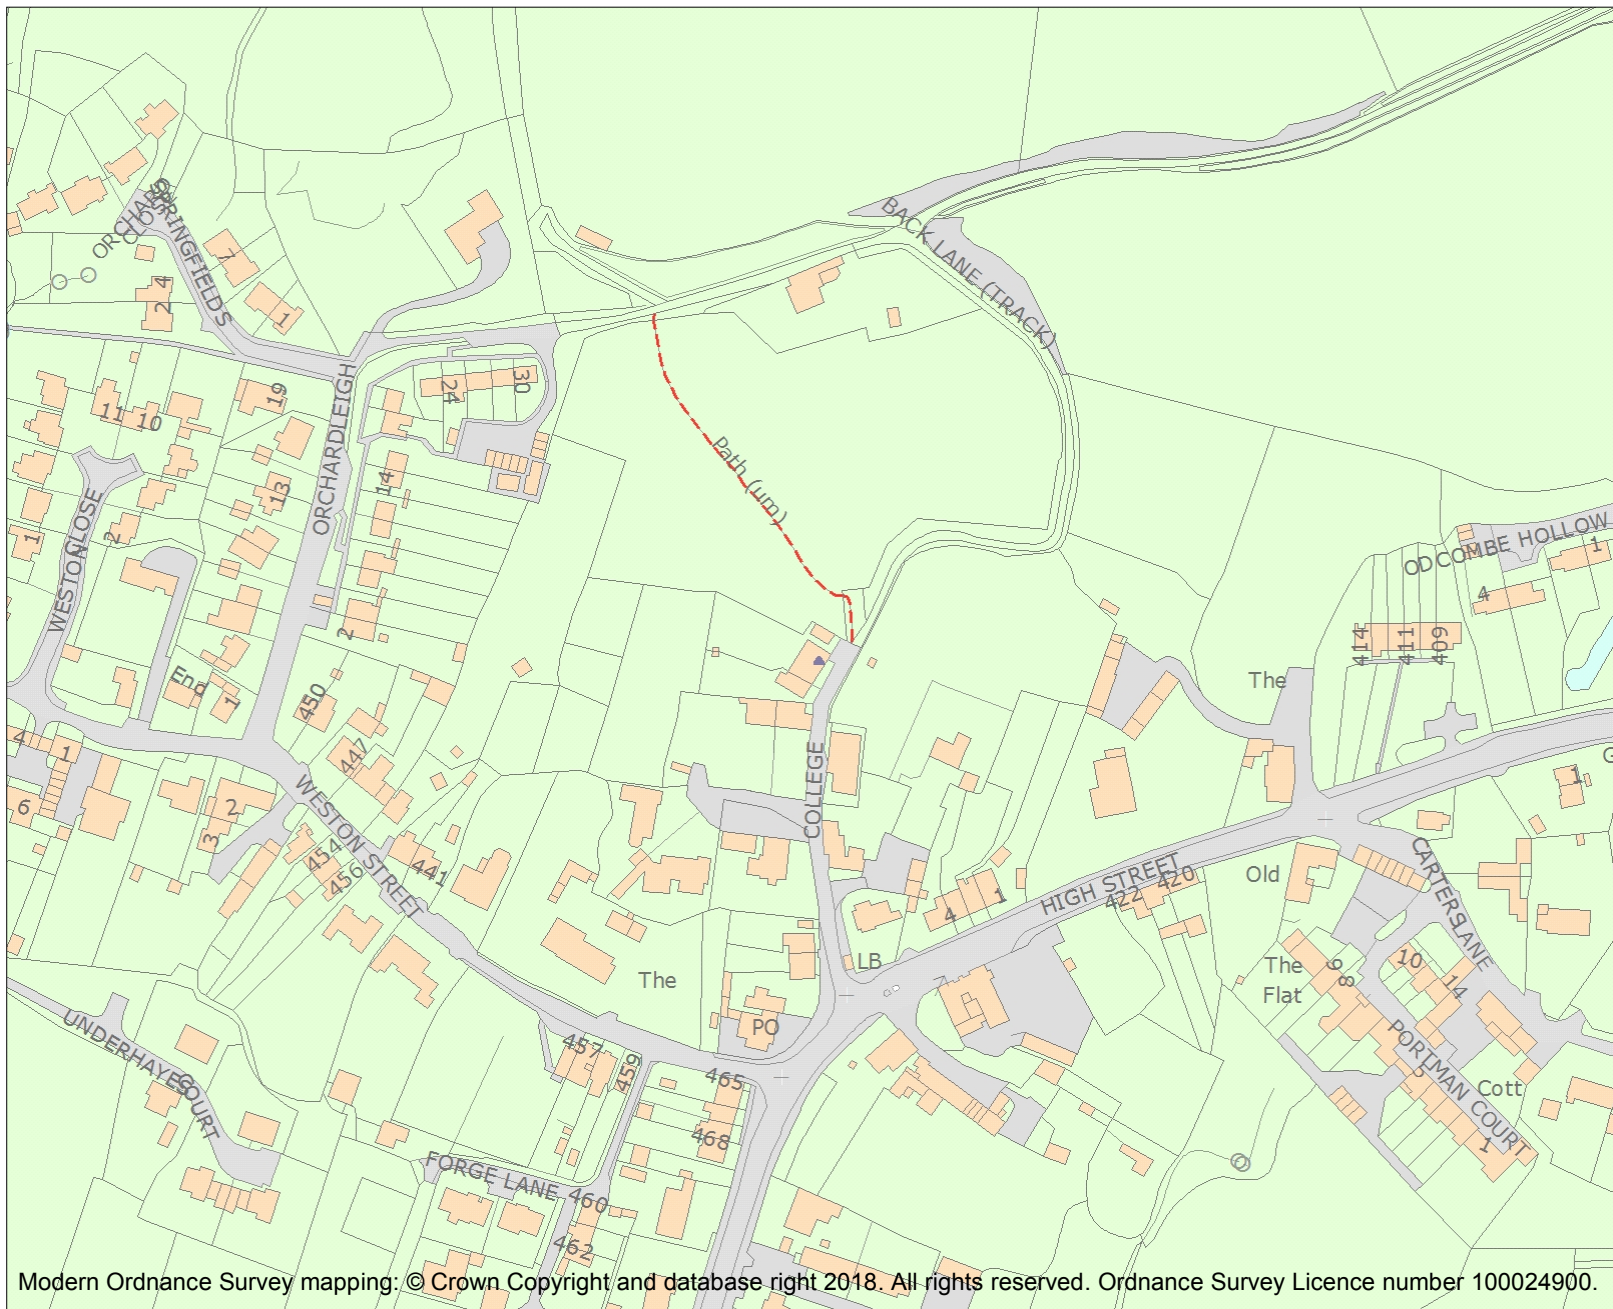 ORCHARD
CLOSE
SPRINGFIELDS
7
4
2
1
BACK LANE (TRACK)
ORCHARDLEIGH
19
24
30
11
10
14
13
Path (um)
WESTON
CLOSE
1
2
2
End
1
450
447
ODCOMBE HOLLOW
1
4
414
411
409
The
4
1
6
2
3
WESTON STREET
454
456
441
COLLEGE
HIGH STREET
4
1
422
420
Old
1
G
CARTERS LANE
The
PO
LB
The
Flat
9
8
10
14
PORTMAN COURT
5
1
Cott
UNDERHAYES
COURT
457
459
465
468
FORGE LANE
460
462
Modern Ordnance Survey mapping: © Crown Copyright and database right 2018. All rights reserved. Ordnance Survey Licence number 100024900.